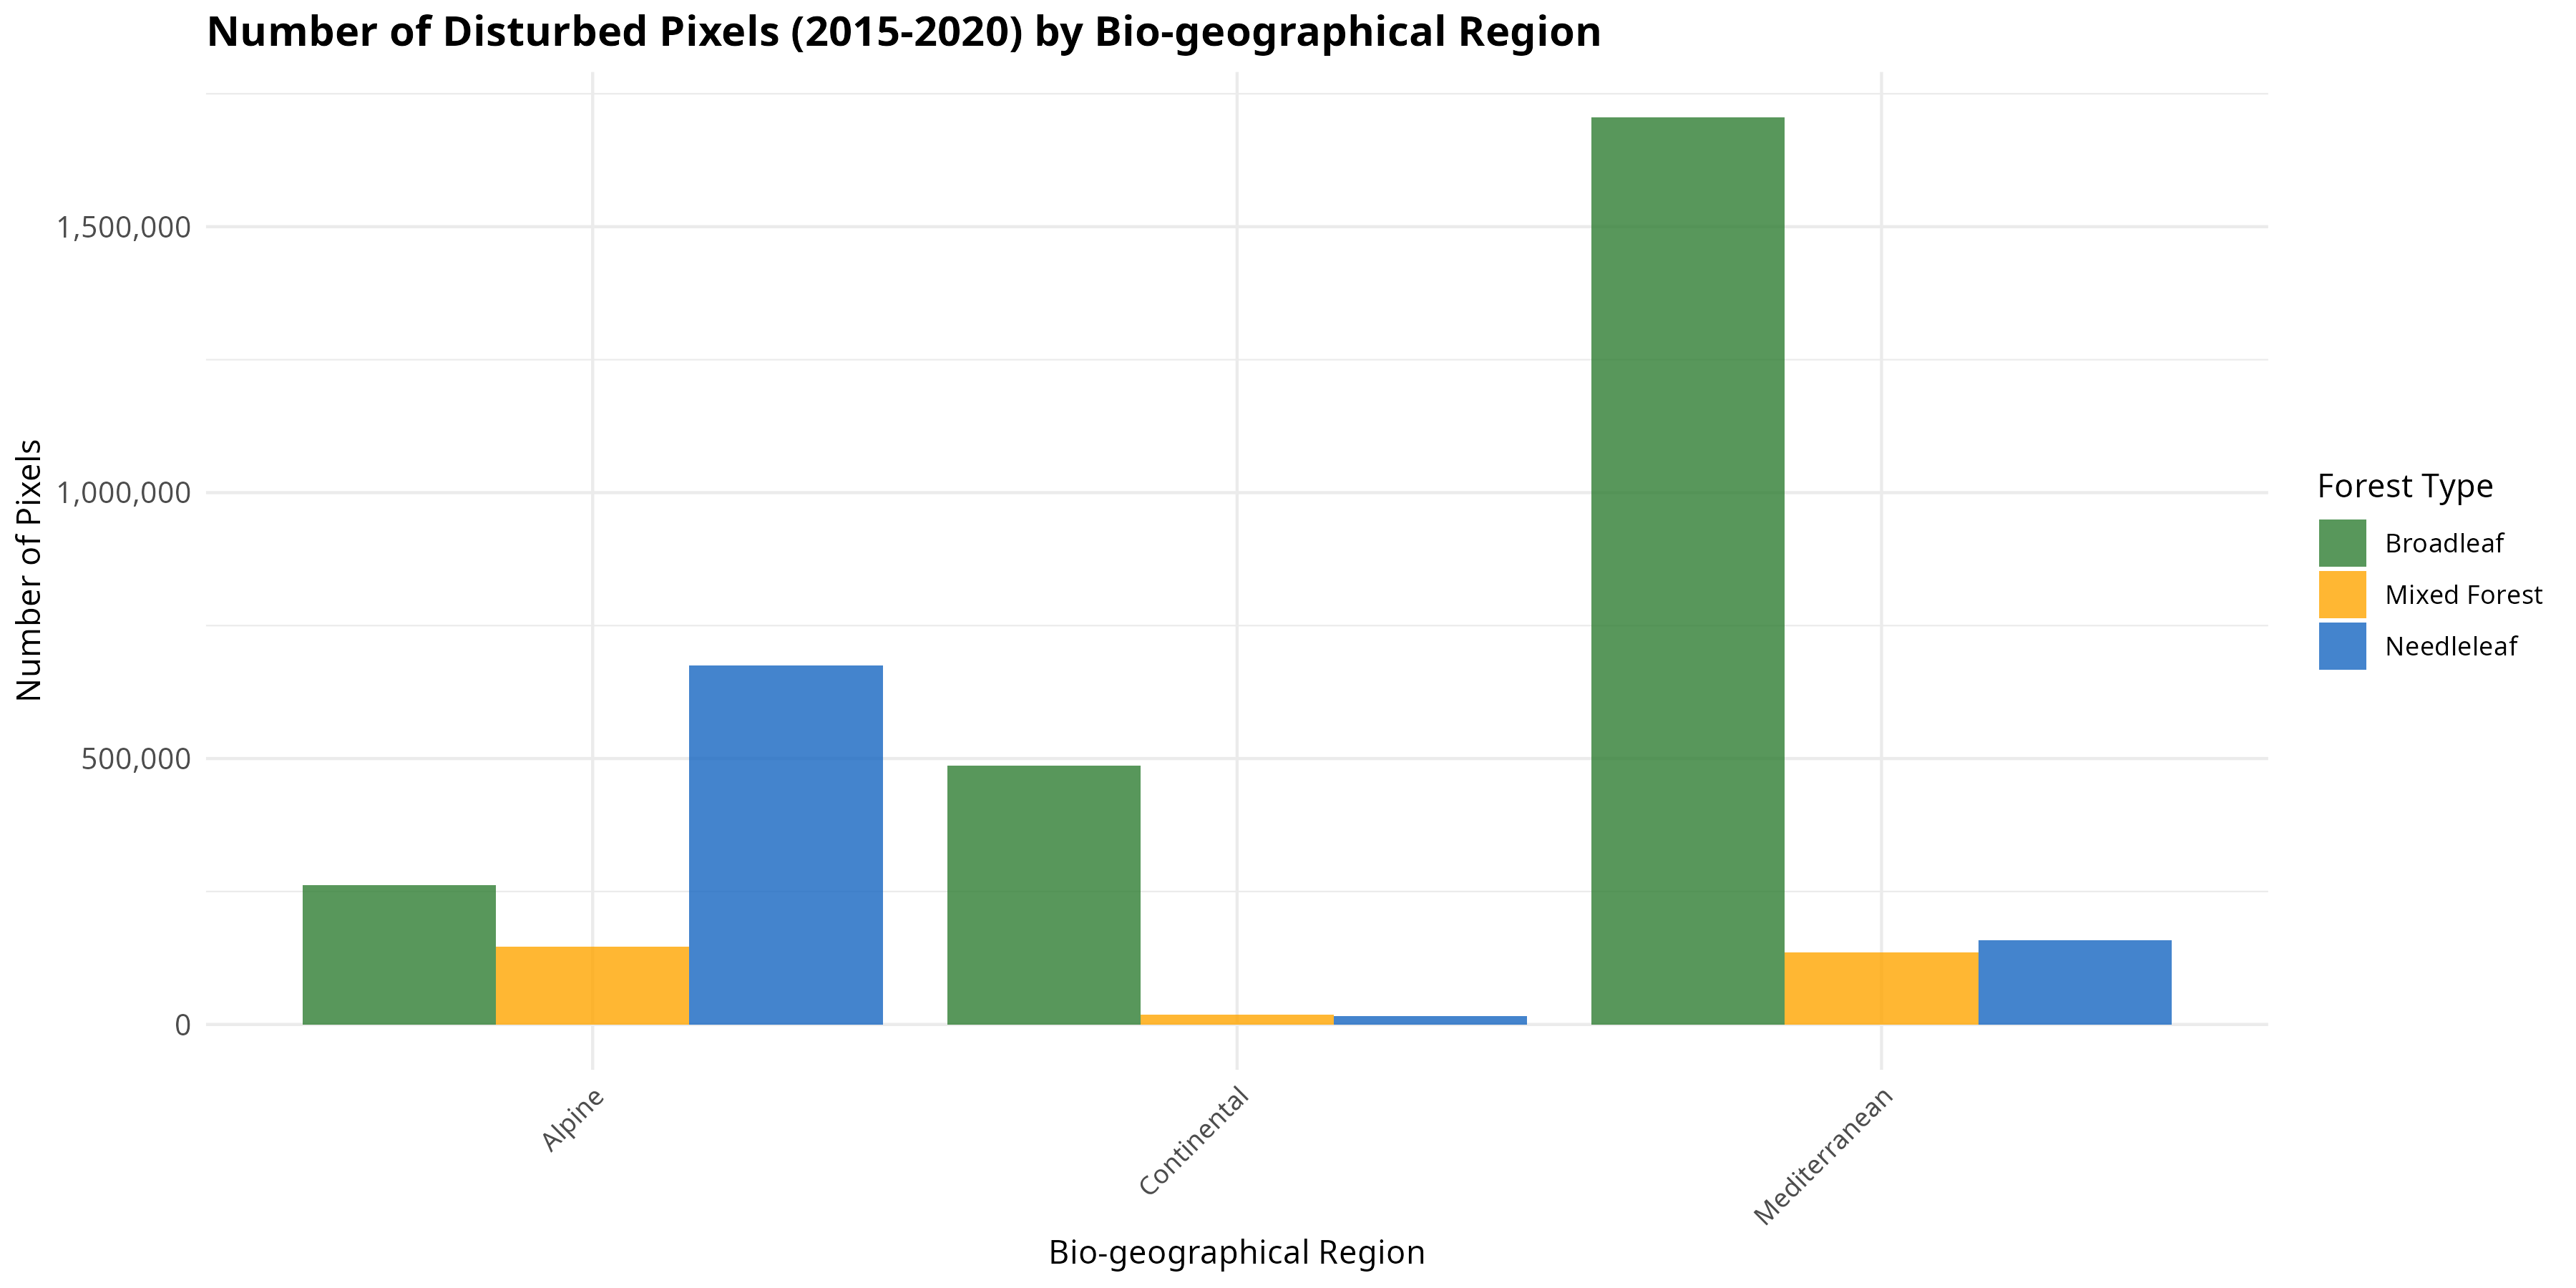 Number of Disturbed Pixels (2015-2020) by Bio-geographical Region
Number of Pixels
1,500,000
1,000,000
500,000
0
Alpine
Continental
Mediterranean
Bio-geographical Region
Forest Type
Broadleaf
Mixed Forest
Needleleaf